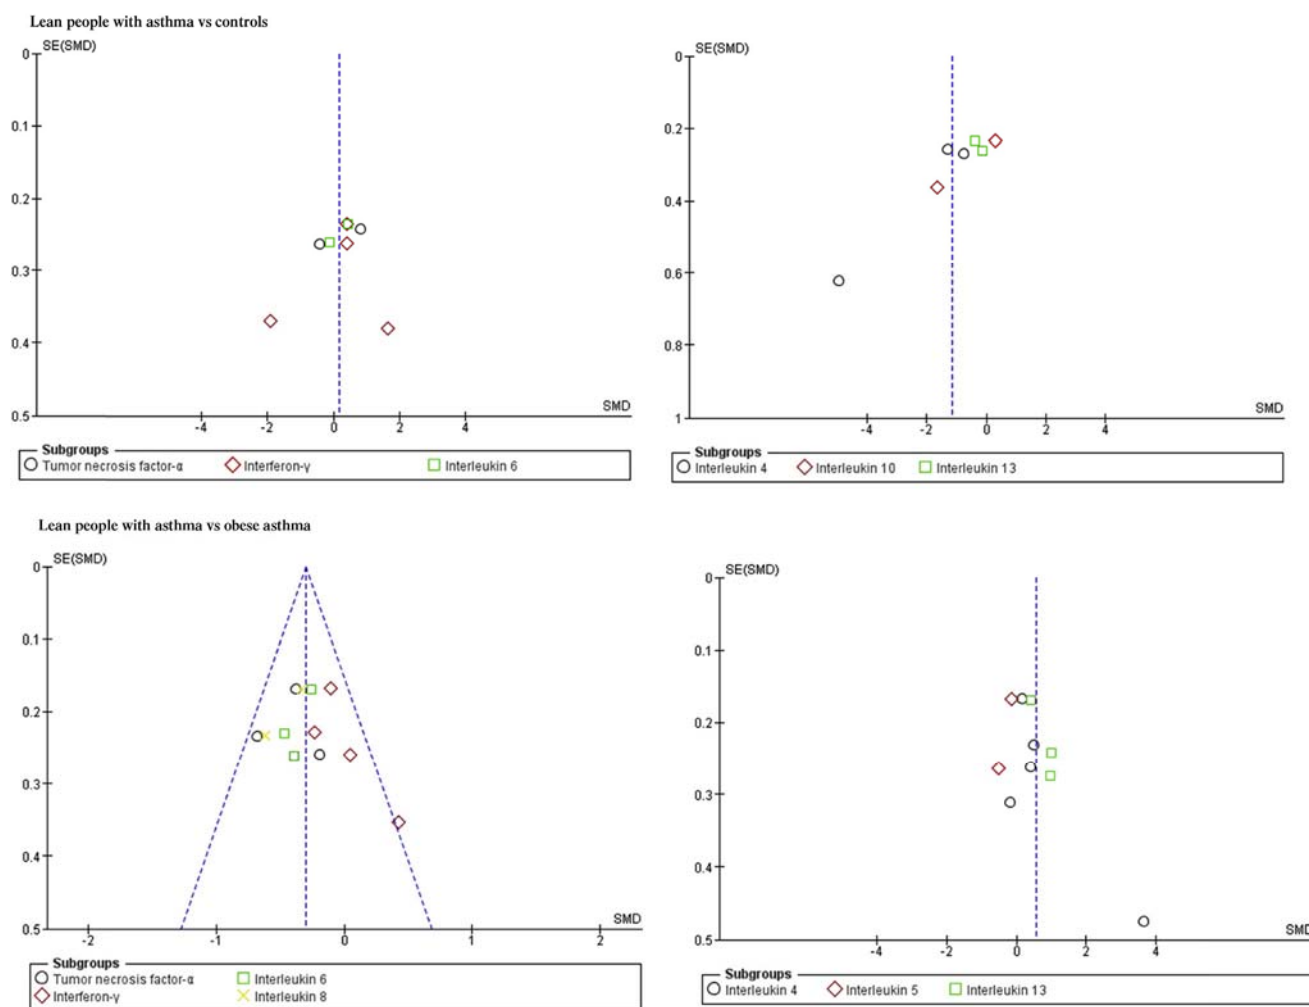 Lean people with asthma vs controls
SE(SMD)
0
0.1
0.2
0.3
0.4
0.5
-4
-2
0
2
4
SMD
Subgroups
Tumor necrosis factor-α Interferon-γ Interleukin 6
SE(SMD)
0
0.2
0.4
0.6
0.8
1
-4
-2
0
2
4
SMD
Subgroups
Interleukin 4 Interleukin 10 Interleukin 13
Lean people with asthma vs obese asthma
SE(SMD)
0
0.1
0.2
0.3
0.4
0.5
-2
-1
0
1
2
SMD
Subgroups
Tumor necrosis factor-α Interleukin 6
Interferon-γ Interleukin 8
SE(SMD)
0
0.1
0.2
0.3
0.4
0.5
-4
-2
0
2
4
SMD
Subgroups
Interleukin 4 Interleukin 5 Interleukin 13